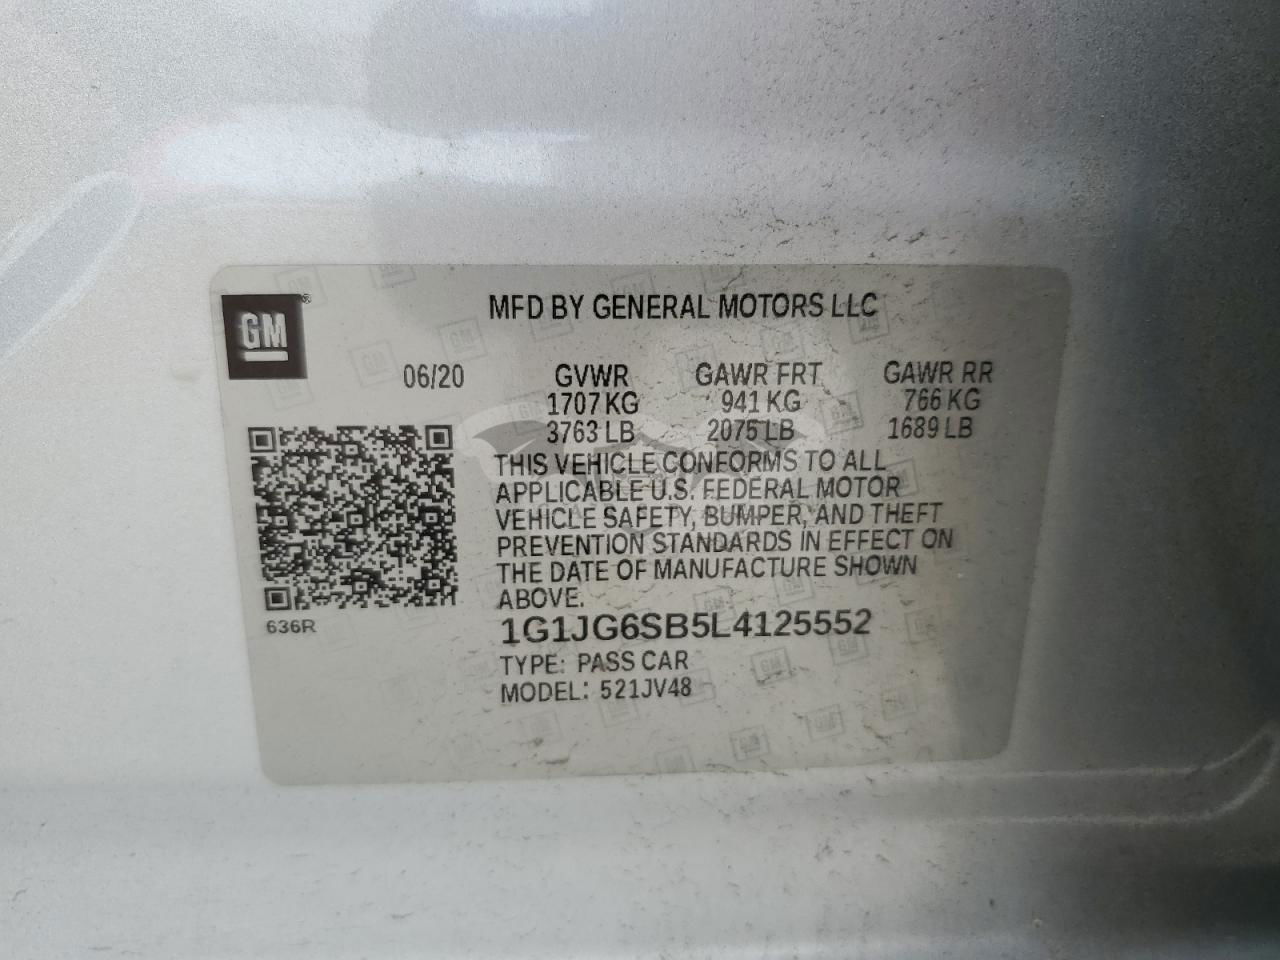 GM®
MFD BY GENERAL MOTORS LLC
06/20 GVWR GAWR FRT GAWR RR
1707 KG 941 KG 766 KG
3763 LB 2075 LB 1689 LB
THIS VEHICLE CONFORMS TO ALL
APPLICABLE U.S. FEDERAL MOTOR
VEHICLE SAFETY, BUMPER, AND THEFT
PREVENTION STANDARDS IN EFFECT ON
THE DATE OF MANUFACTURE SHOWN
ABOVE.
636R
1G1JG6SB5L4125552
TYPE: PASS CAR
MODEL: 521JV48